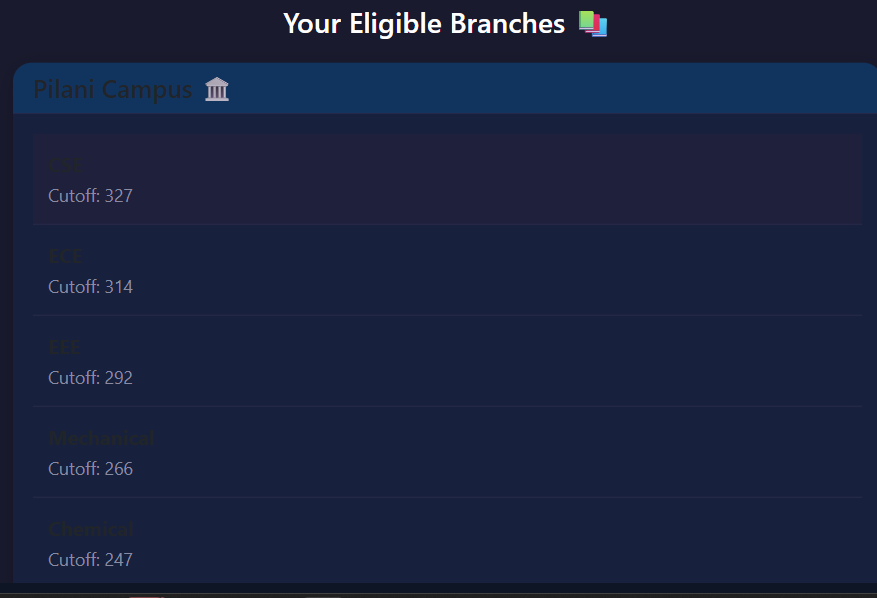 Your Eligible Branches
Pilani Campus
Cutoff: 327
ECE
Cutoff: 314
EEE
Cutoff: 292
Mechanical
Cutoff: 266
Chemical
Cutoff: 247